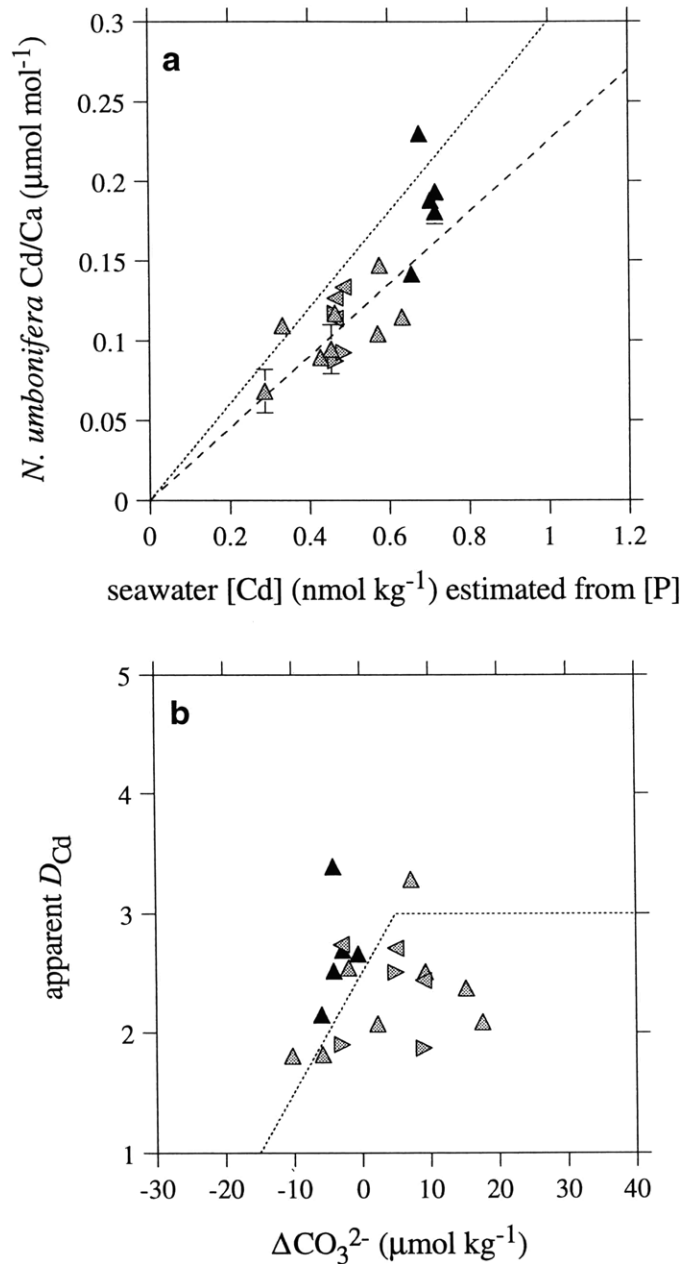 a
0.3
0.25
0.2
0.15
0.1
0.05
0
N. umbonifera Cd/Ca (µmol mol-1)
0 0.2 0.4 0.6 0.8 1 1.2
seawater [Cd] (nmol kg-1) estimated from [P]
b
5
4
3
2
1
apparent DCd
-30 -20 -10 0 10 20 30 40
ΔCO32- (µmol kg-1)